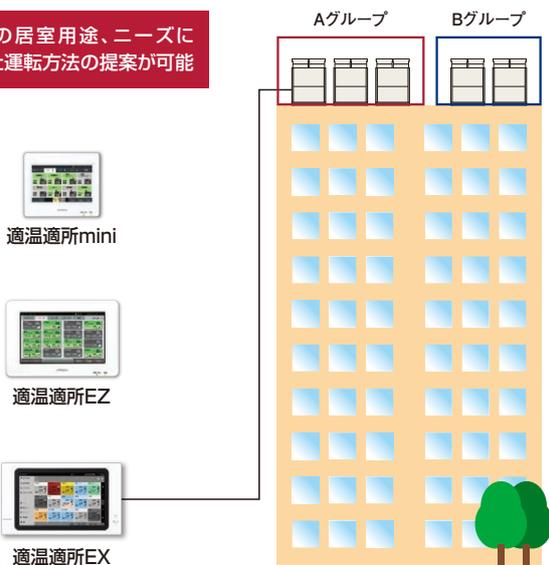 の居室用途、ニーズに
運転方法の提案が可能
Aグループ
Bグループ
適温適所mini
適温適所EZ
適温適所EX